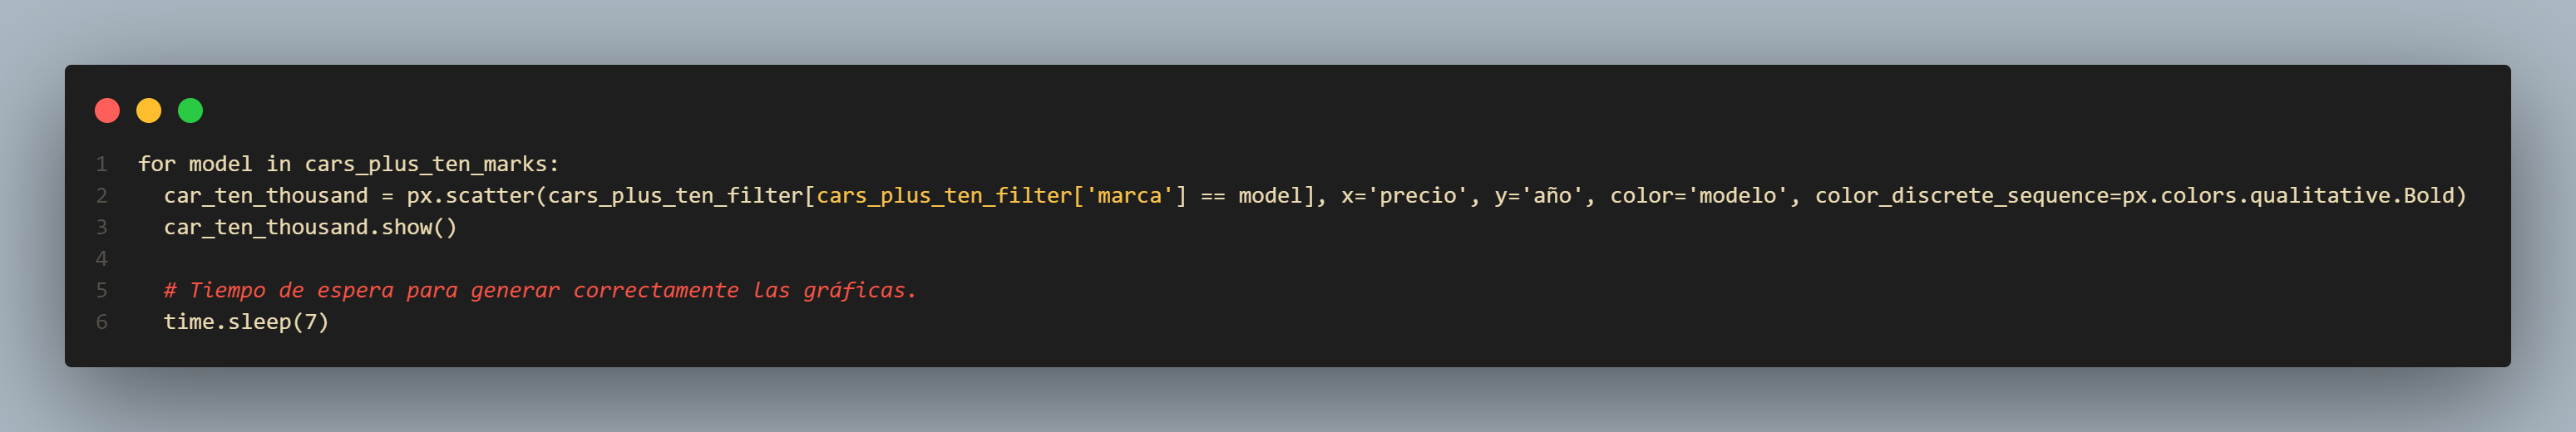 1 for model in cars_plus_ten_marks:
2   car_ten_thousand = px.scatter(cars_plus_ten_filter[cars_plus_ten_filter['marca'] == model], x='precio', y='año', color='modelo', color_discrete_sequence=px.colors.qualitative.Bold)
3   car_ten_thousand.show()
4
5   # Tiempo de espera para generar correctamente las gráficas.
6   time.sleep(7)